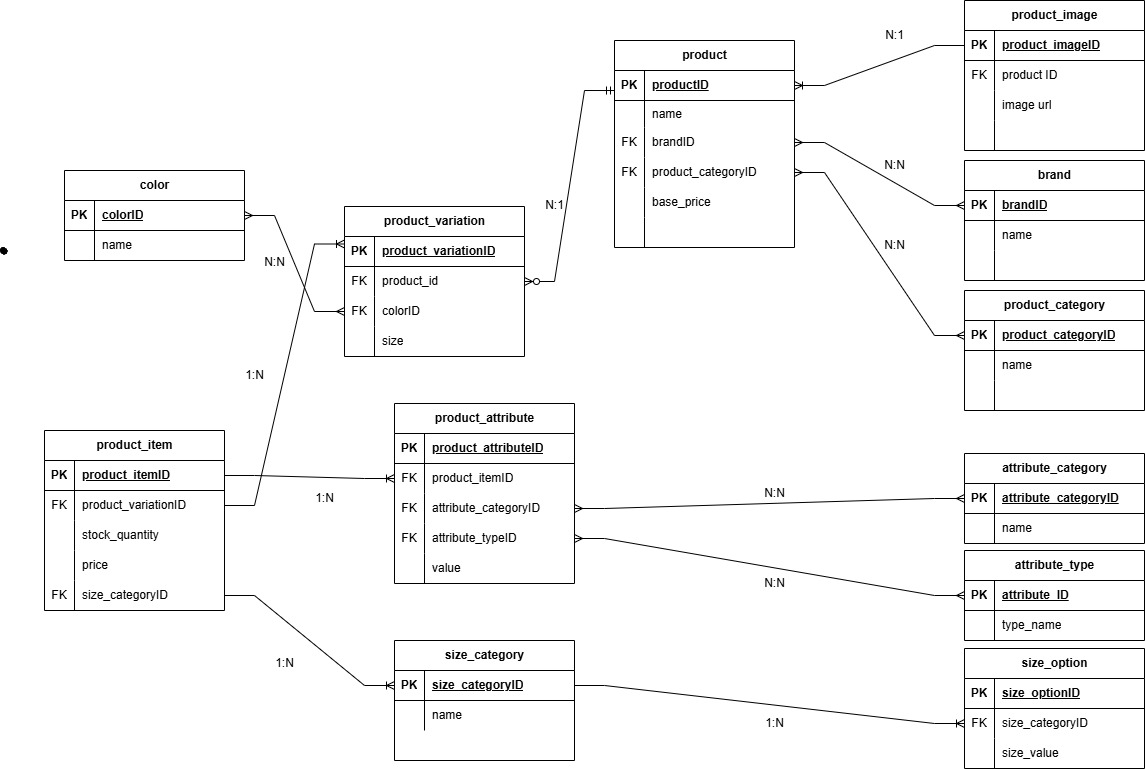 product_image
PK product_imageID
FK product ID
image url
N:1
product
PK productID
name
FK brandID
FK product_categoryID
base_price
N:N
brand
PK brandID
name
N:N
product_category
PK product_categoryID
name
color
PK colorID
name
N:N
product_variation
PK product_variationID
FK product_id
FK colorID
size
N:1
1:N
product_item
PK product_itemID
FK product_variationID
stock_quantity
price
FK size_categoryID
1:N
product_attribute
PK product_attributeID
FK product_itemID
FK attribute_categoryID
FK attribute_typeID
value
N:N
attribute_category
PK attribute_categoryID
name
N:N
attribute_type
PK attribute_ID
type_name
1:N
size_category
PK size_categoryID
name
1:N
size_option
PK size_optionID
FK size_categoryID
size_value